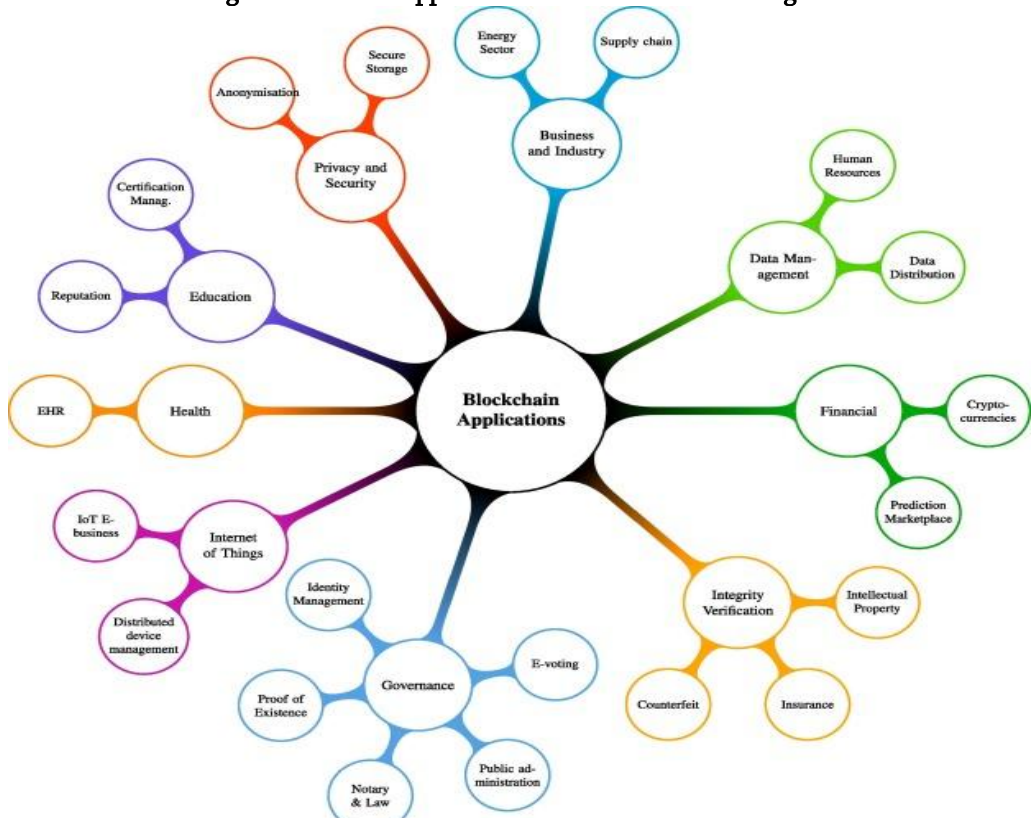 Energy
Sector
Supply chain
Business
and Industry
Secure
Storage
Anonymisation
Privacy and
Security
Human
Resources
Data Man-
agement
Data
Distribution
Certification
Manag.
Reputation
Education
Blockchain
Applications
EHR
Health
Financial
Crypto-
currencies
Prediction
Marketplace
IoT E-
business
Internet
of Things
Distributed
device
management
Identity
Management
Governance
E-voting
Proof of
Existence
Notary
& Law
Public ad-
ministration
Integrity
Verification
Intellectual
Property
Counterfeit
Insurance